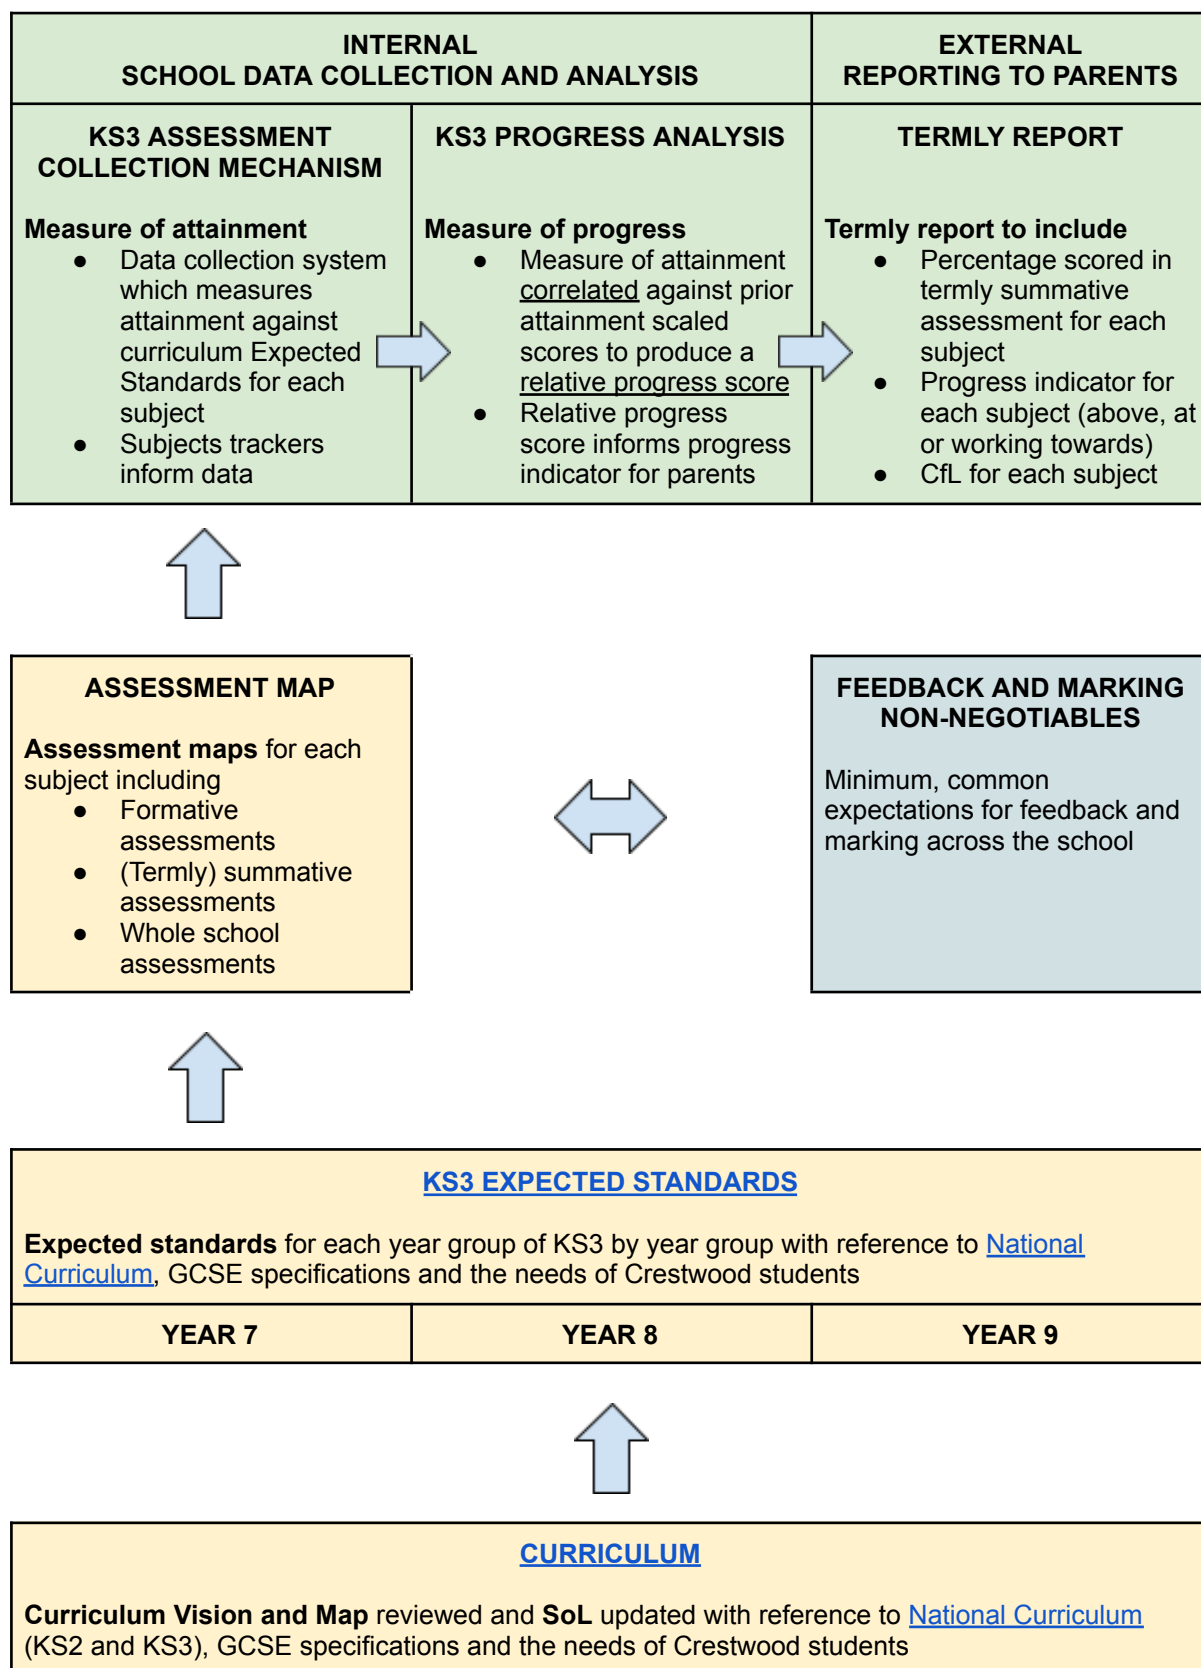 INTERNAL
SCHOOL DATA COLLECTION AND ANALYSIS
EXTERNAL
REPORTING TO PARENTS
KS3 ASSESSMENT
COLLECTION MECHANISM
Measure of attainment
● Data collection system
which measures
attainment against
curriculum Expected
Standards for each
subject
● Subjects trackers
inform data
KS3 PROGRESS ANALYSIS
Measure of progress
● Measure of attainment
correlated against prior
attainment scaled
scores to produce a
relative progress score
● Relative progress
score informs progress
indicator for parents
TERMLY REPORT
Termly report to include
● Percentage scored in
termly summative
assessment for each
subject
● Progress indicator for
each subject (above, at
or working towards)
● CfL for each subject
ASSESSMENT MAP
Assessment maps for each
subject including
● Formative
assessments
● (Termly) summative
assessments
● Whole school
assessments
FEEDBACK AND MARKING
NON-NEGOTIABLES
Minimum, common
expectations for feedback and
marking across the school
KS3 EXPECTED STANDARDS
Expected standards for each year group of KS3 by year group with reference to National
Curriculum, GCSE specifications and the needs of Crestwood students
YEAR 7
YEAR 8
YEAR 9
CURRICULUM
Curriculum Vision and Map reviewed and SoL updated with reference to National Curriculum
(KS2 and KS3), GCSE specifications and the needs of Crestwood students